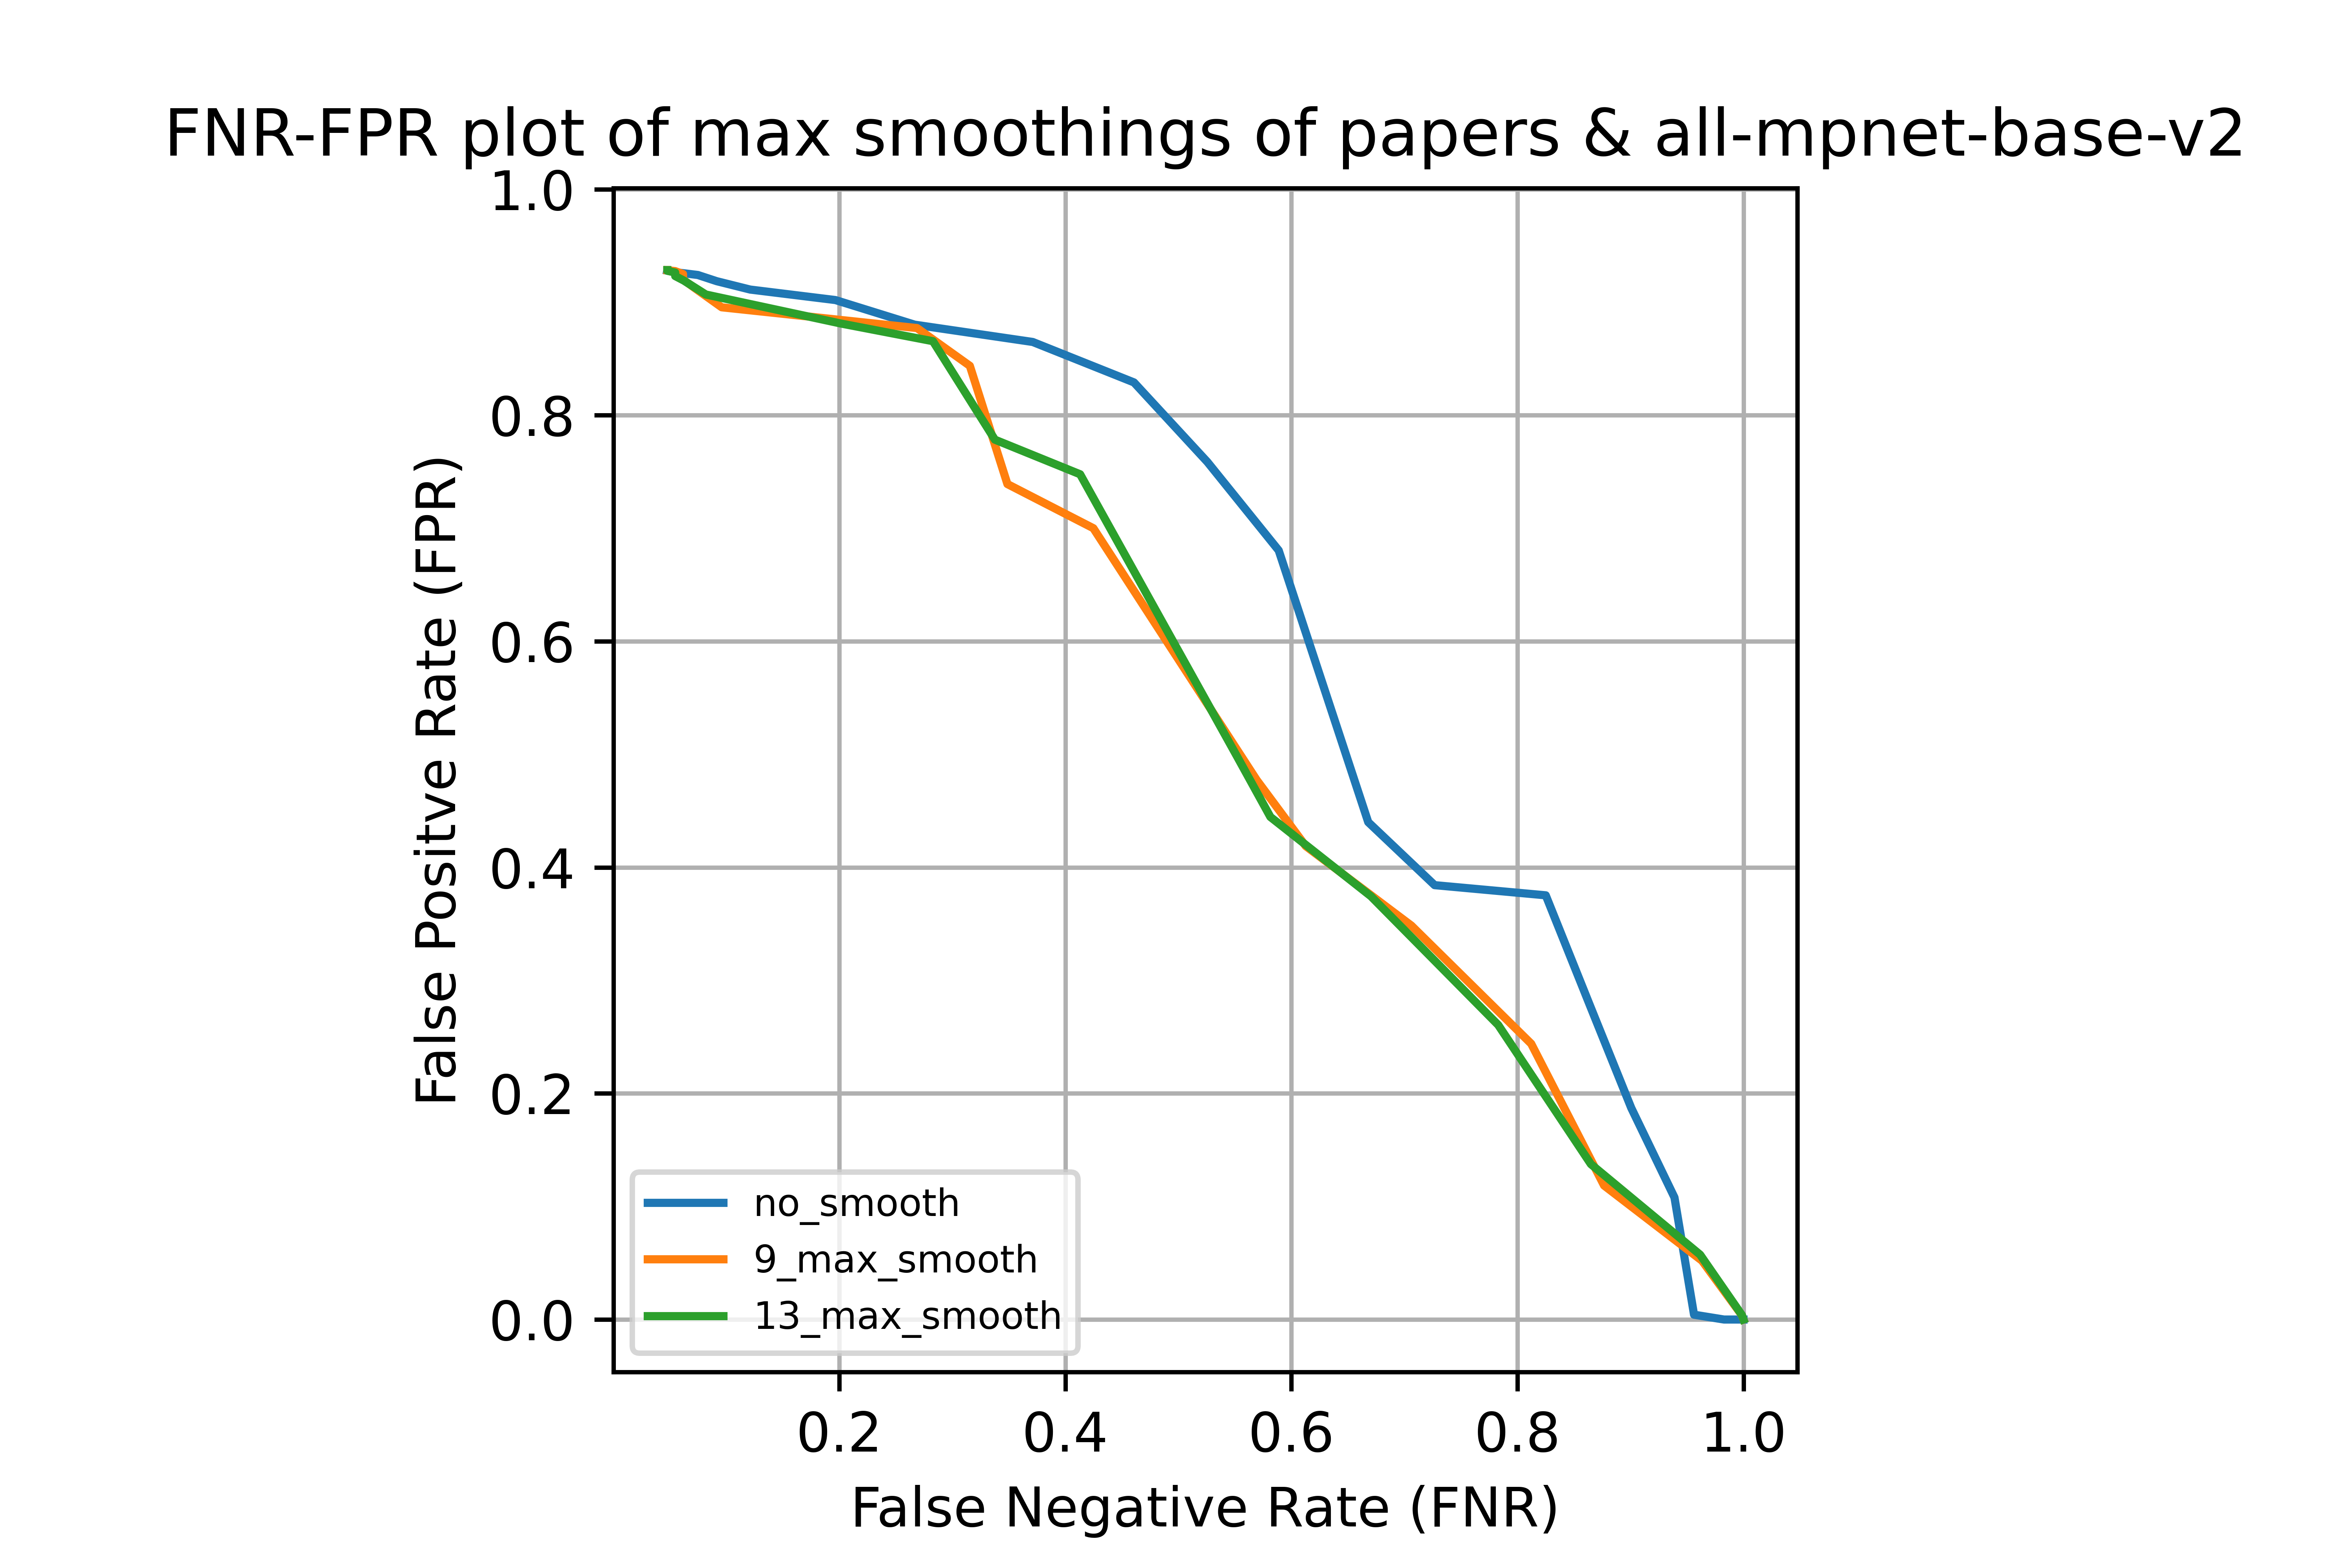 FNR-FPR plot of max smoothings of papers & all-mpnet-base-v2
1.0
0.8
0.6
0.4
0.2
0.0
False Positve Rate (FPR)
no_smooth
9_max_smooth
13_max_smooth
0.2 0.4 0.6 0.8 1.0
False Negative Rate (FNR)